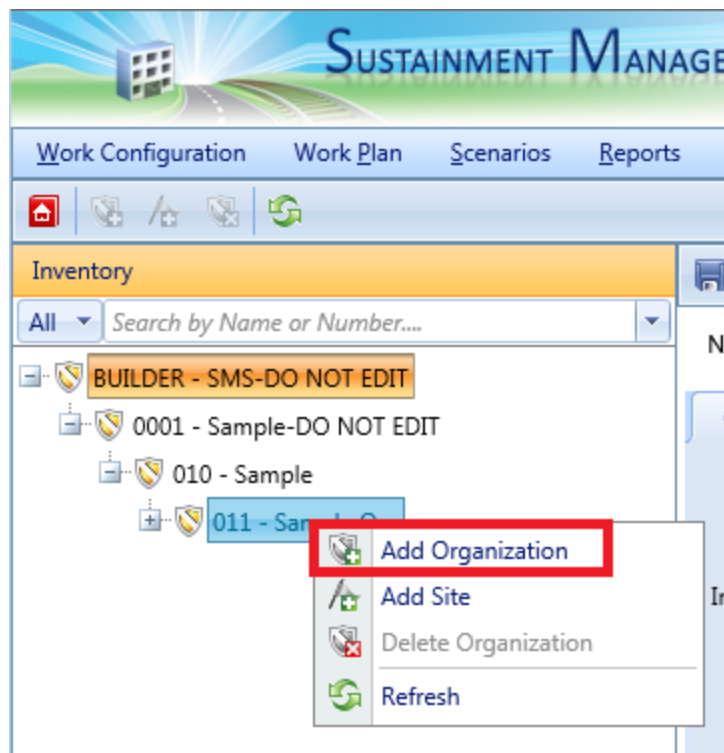 SUSTAINMENT MANAGE
Work Configuration Work Plan Scenarios Reports
Inventory
All Search by Name or Number....
N
BUILDER - SMS-DO NOT EDIT
0001 - Sample-DO NOT EDIT
010 - Sample
011 -
Add Organization
Add Site
In
Delete Organization
Refresh